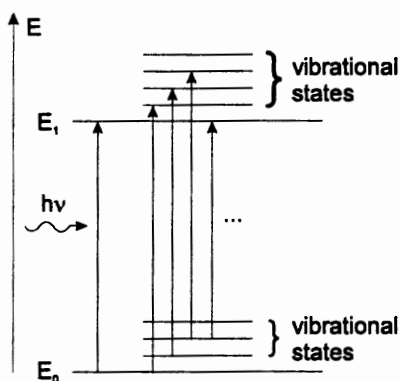 E
vibrational
states
E₁
hν
...
vibrational
states
E₀